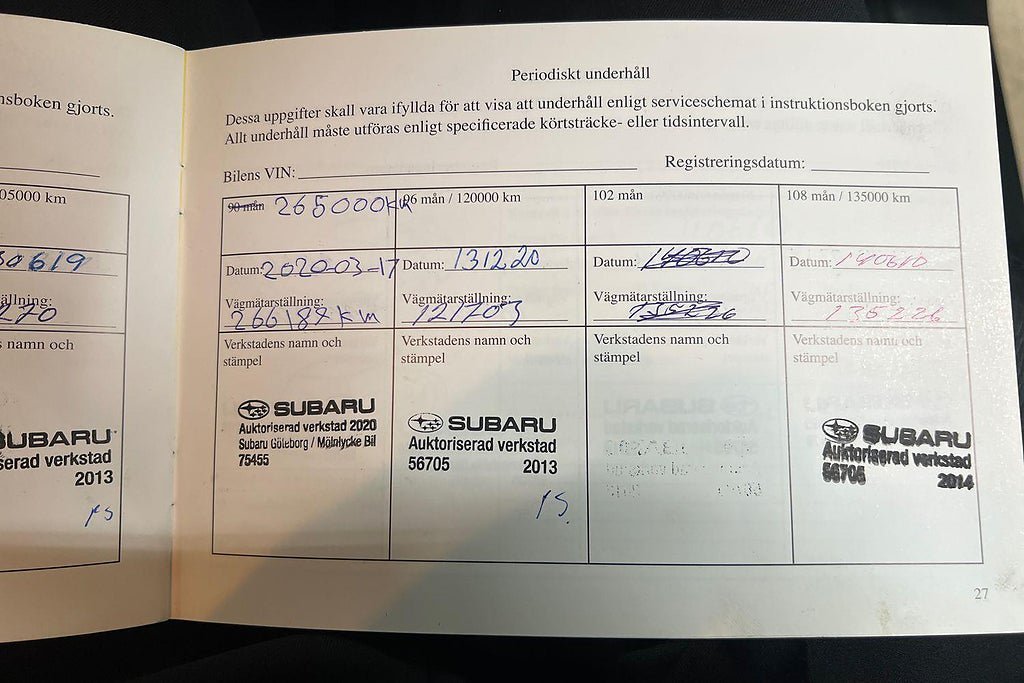 nsboken gjorts.
05000 km
30619
ällning:
270
s namn och
SUBARU
serad verkstad
2013
Periodiskt underhåll
Dessa uppgifter skall vara ifyllda för att visa att underhåll enligt serviceschemat i instruktionsboken gjorts.
Allt underhåll måste utföras enligt specificerade körtsträcke- eller tidsintervall.
Bilens VIN: Registreringsdatum:
90 mån 265000km
Datum: 2020-03-17
Vägmätarställning:
266189 km
Verkstadens namn och
stämpel
SUBARU
Auktoriserad verkstad 2020
Subaru Göteborg / Mölnlycke Bil
75455
96 mån / 120000 km
Datum: 131220
Vägmätarställning:
121703
Verkstadens namn och
stämpel
SUBARU
Auktoriserad verkstad
56705 2013
102 mån
Datum: 140610
Vägmätarställning:
135226
Verkstadens namn och
stämpel
108 mån / 135000 km
Datum: 140610
Vägmätarställning:
135226
Verkstadens namn och
stämpel
SUBARU
Auktoriserad verkstad
56705 2014
27